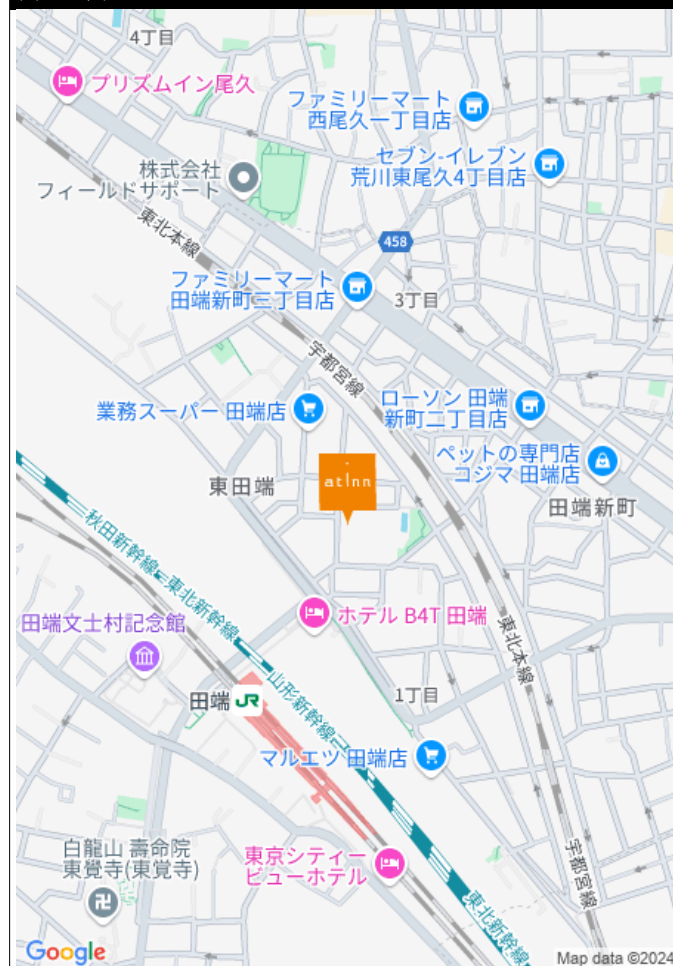 4丁目
プリズムイン尾久
ファミリーマート
西尾久一丁目店
セブン-イレブン
荒川東尾久4丁目店
株式会社
フィールドサポート
東北本線
458
ファミリーマート
田端新町三丁目店
3丁目
宇都宮線
業務スーパー 田端店
ローソン 田端
新町二丁目店
ペットの専門店
コジマ 田端店
atInn
東田端
田端新町
秋田新幹線
東北新幹線
ホテル B4T 田端
田端文士村記念館
東北本線
山形新幹線
田端 JR
1丁目
マルエツ 田端店
白龍山 壽命院
東覺寺(東覚寺)
東京シティー
ビューホテル
宇都宮線
東北新幹線
Google
Map data ©2024